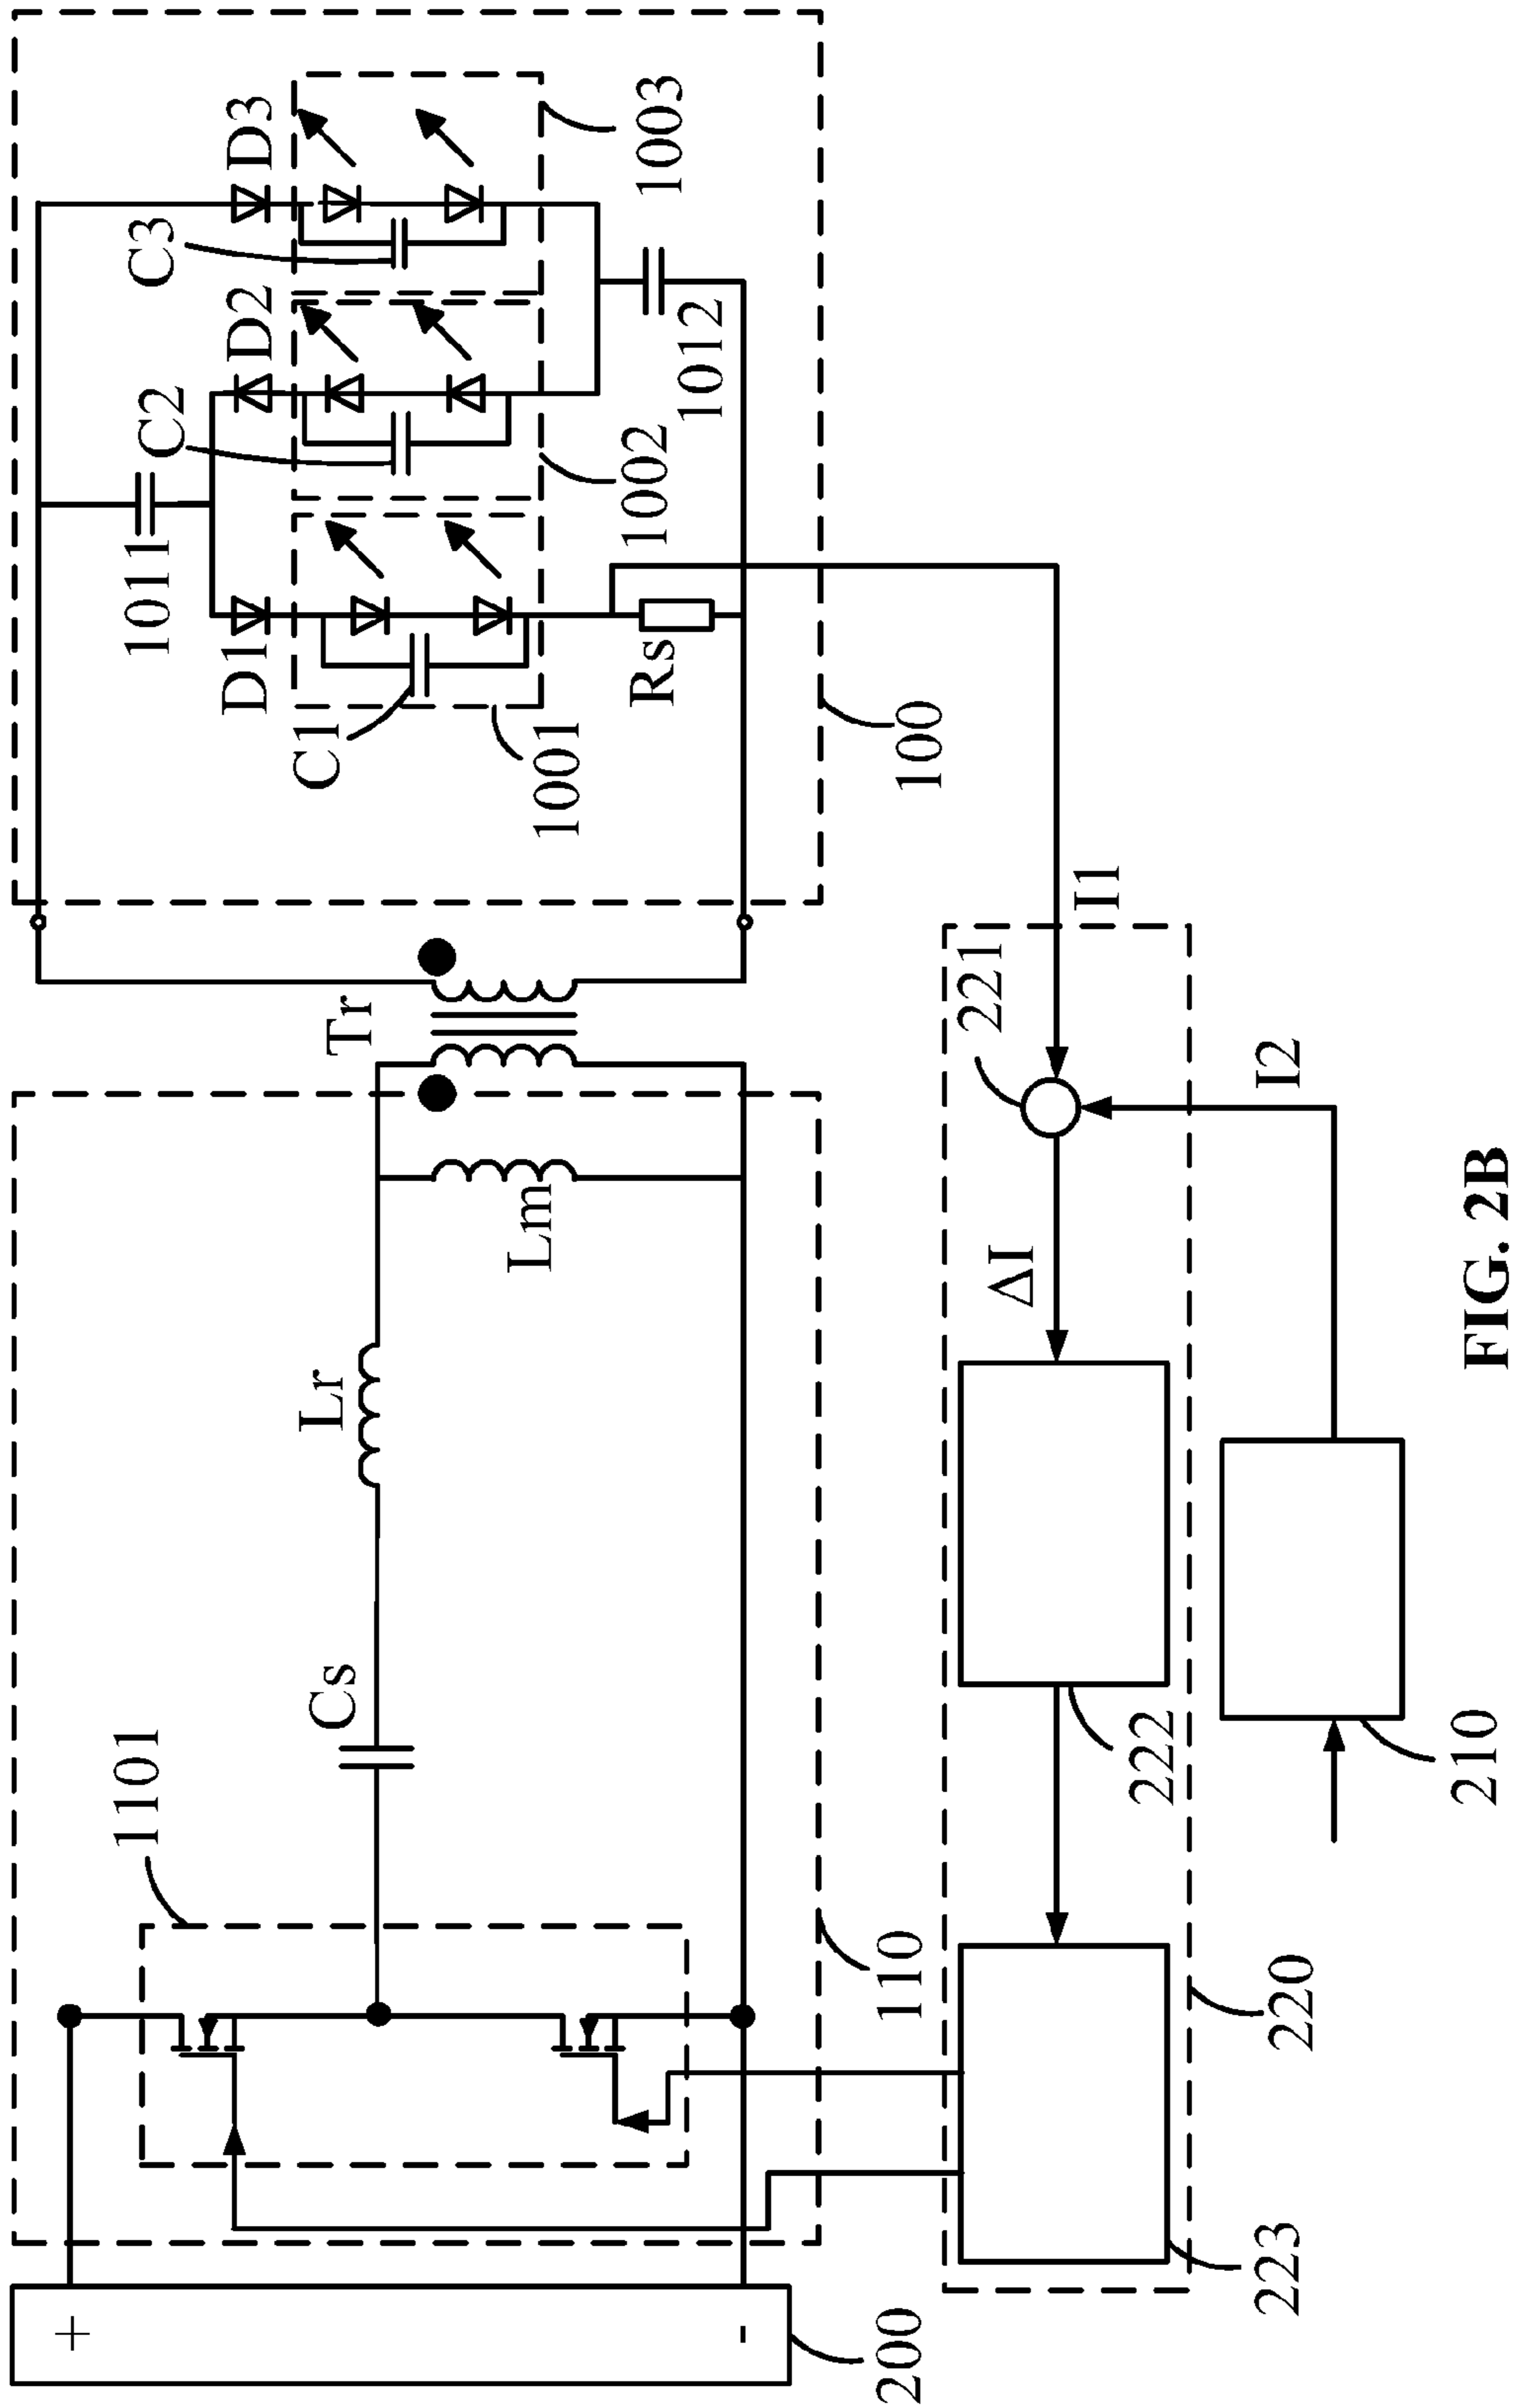 +
1101
1011
C3
C2
D1
D2
D3
C1
Lr
Cs
Tr
Lm
1001
1002
Rs
1003
1012
-
200
110
100
221
ΔI
I1
222
223
220
I2
210
FIG. 2B